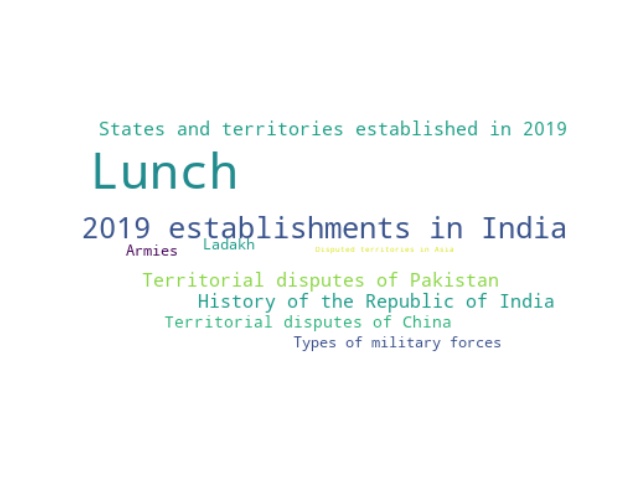 States and territories established in 2019
Lunch
2019 establishments in India
Armies
Ladakh
Disputed territories in Asia
Territorial disputes of Pakistan
History of the Republic of India
Territorial disputes of China
Types of military forces